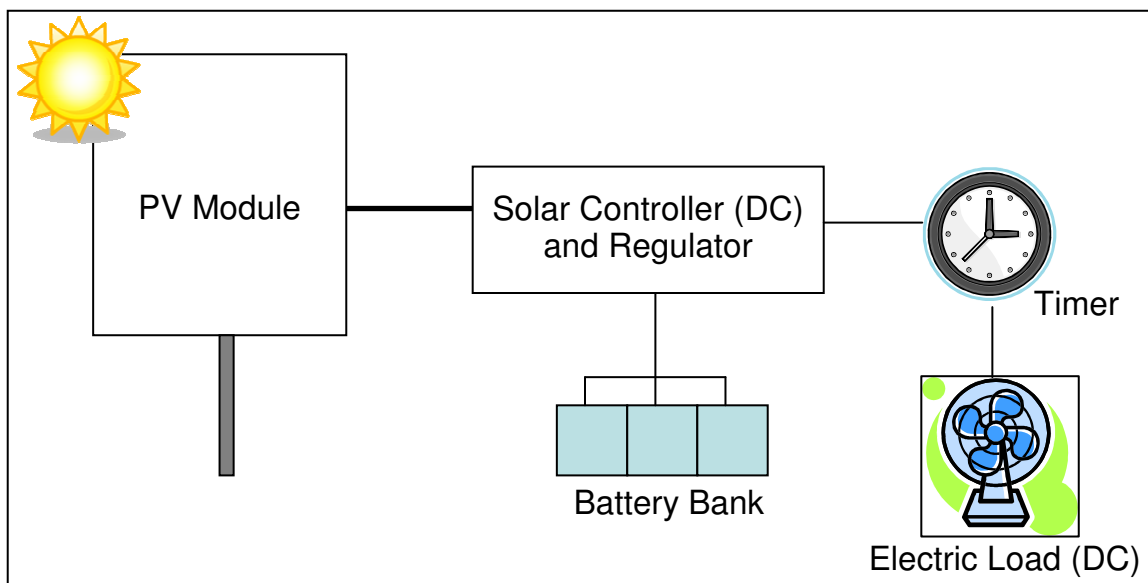 PV Module
Solar Controller (DC)
and Regulator
Timer
Battery Bank
Electric Load (DC)